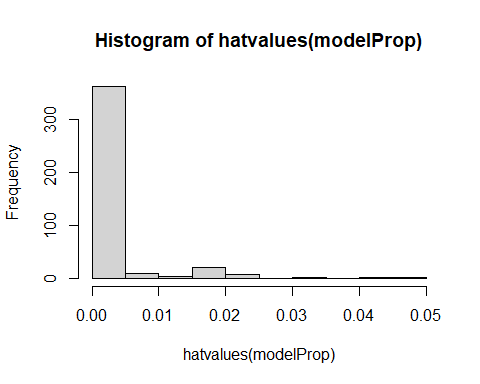 Histogram of hatvalues(modelProp)
Frequency
300
200
100
0
0.00 0.01 0.02 0.03 0.04 0.05
hatvalues(modelProp)